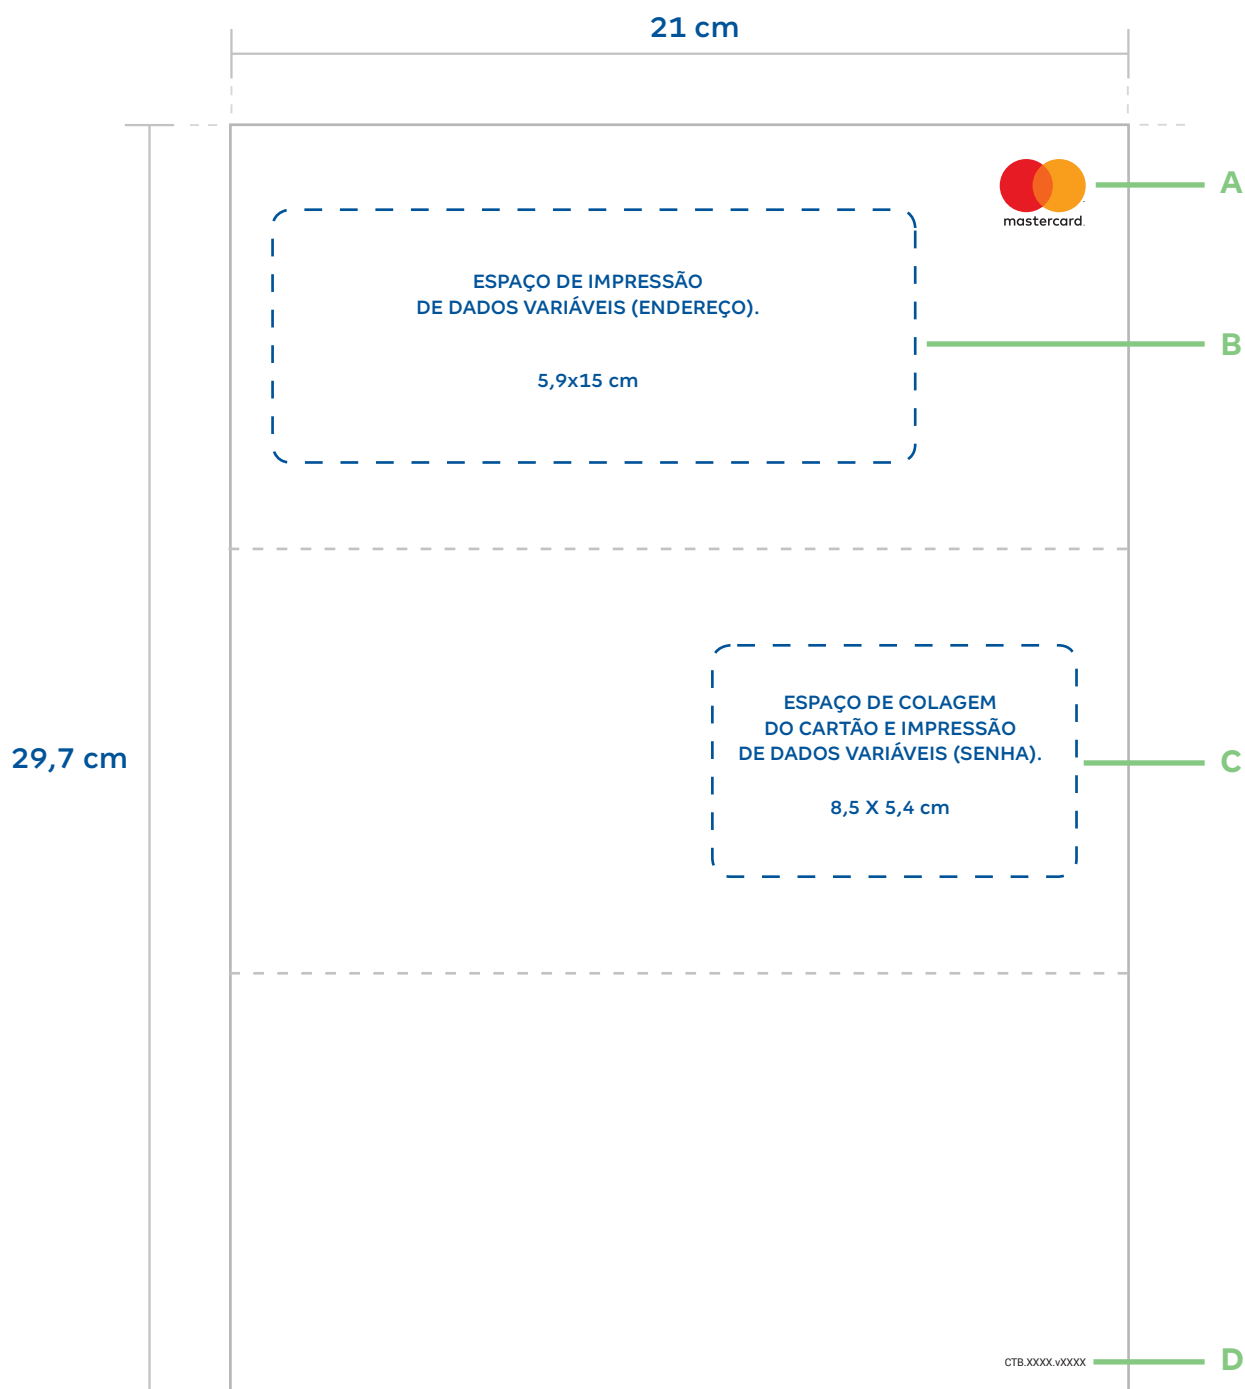 21 cm
A
mastercard.
ESPAÇO DE IMPRESSÃO
DE DADOS VARIÁVEIS (ENDEREÇO).
B
5,9x15 cm
ESPAÇO DE COLAGEM
DO CARTÃO E IMPRESSÃO
DE DADOS VARIÁVEIS (SENHA).
29,7 cm
C
8,5 X 5,4 cm
CTB.XXXX.vXXXX
D